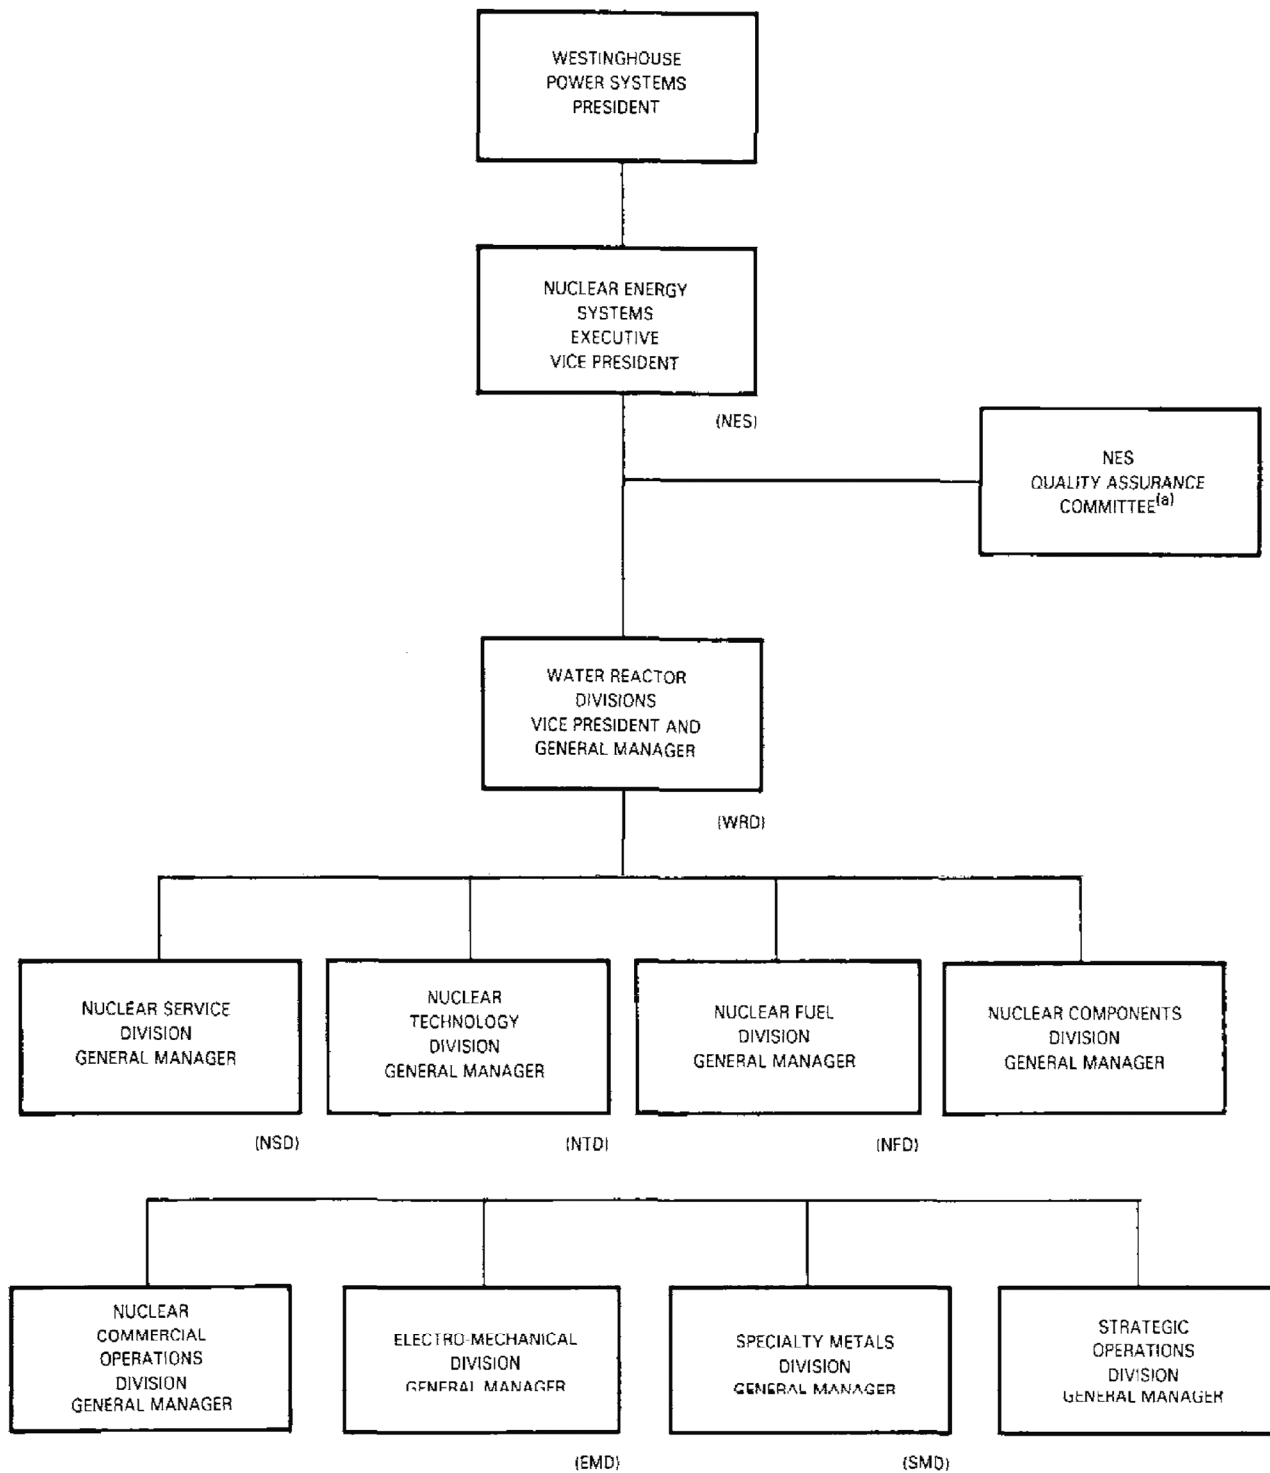 WESTINGHOUSE
POWER SYSTEMS
PRESIDENT
NUCLEAR ENERGY
SYSTEMS
EXECUTIVE
VICE PRESIDENT
(NES)
NES
QUALITY ASSURANCE
COMMITTEE(a)
WATER REACTOR
DIVISIONS
VICE PRESIDENT AND
GENERAL MANAGER
(WRD)
NUCLEAR SERVICE
DIVISION
GENERAL MANAGER
(NSD)
NUCLEAR
TECHNOLOGY
DIVISION
GENERAL MANAGER
(NTD)
NUCLEAR FUEL
DIVISION
GENERAL MANAGER
(NFD)
NUCLEAR COMPONENTS
DIVISION
GENERAL MANAGER
NUCLEAR
COMMERCIAL
OPERATIONS
DIVISION
GENERAL MANAGER
ELECTRO-MECHANICAL
DIVISION
GENERAL MANAGER
(EMD)
SPECIALTY METALS
DIVISION
GENERAL MANAGER
(SMD)
STRATEGIC
OPERATIONS
DIVISION
GENERAL MANAGER